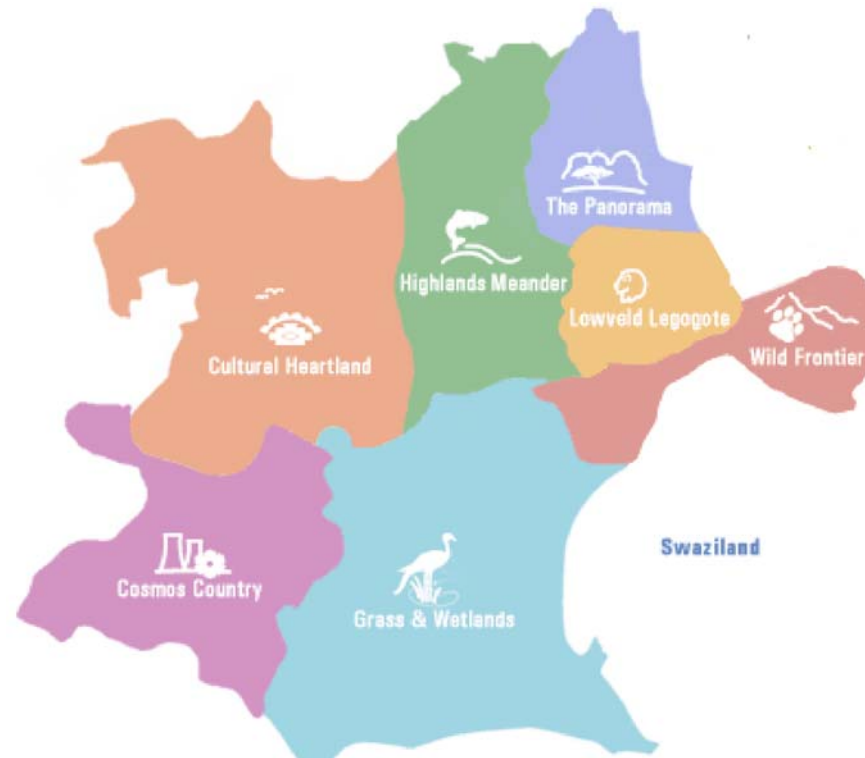 The Panorama
Highlands Meander
Lowveld Legogote
Cultural Heartland
Wild Frontier
Swaziland
Cosmos Country
Grass & Wetlands